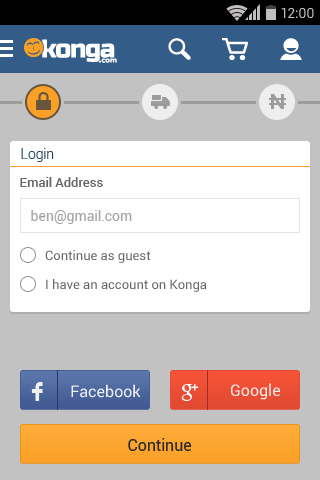 12:00
konga
.com
₦
Login
Email Address
ben@gmail.com
Continue as guest
I have an account on Konga
f Facebook
g+ Google
Continue